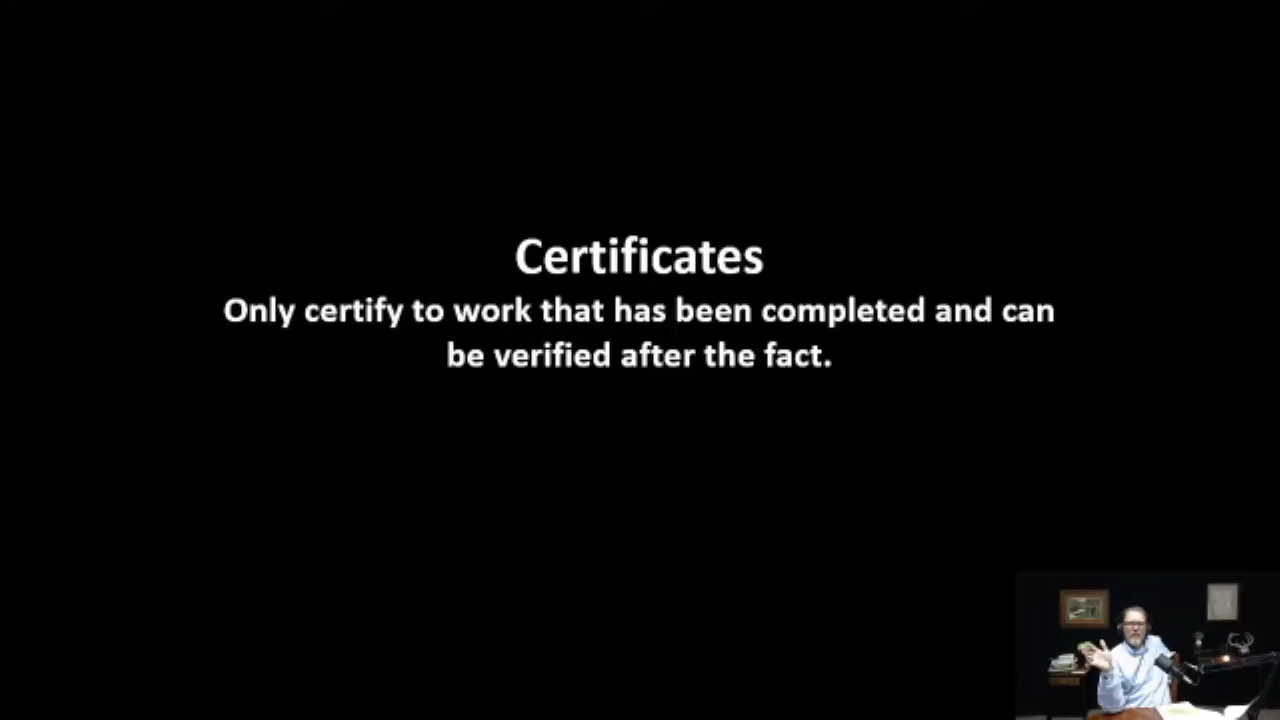 Certificates
Only certify to work that has been completed and can
be verified after the fact.